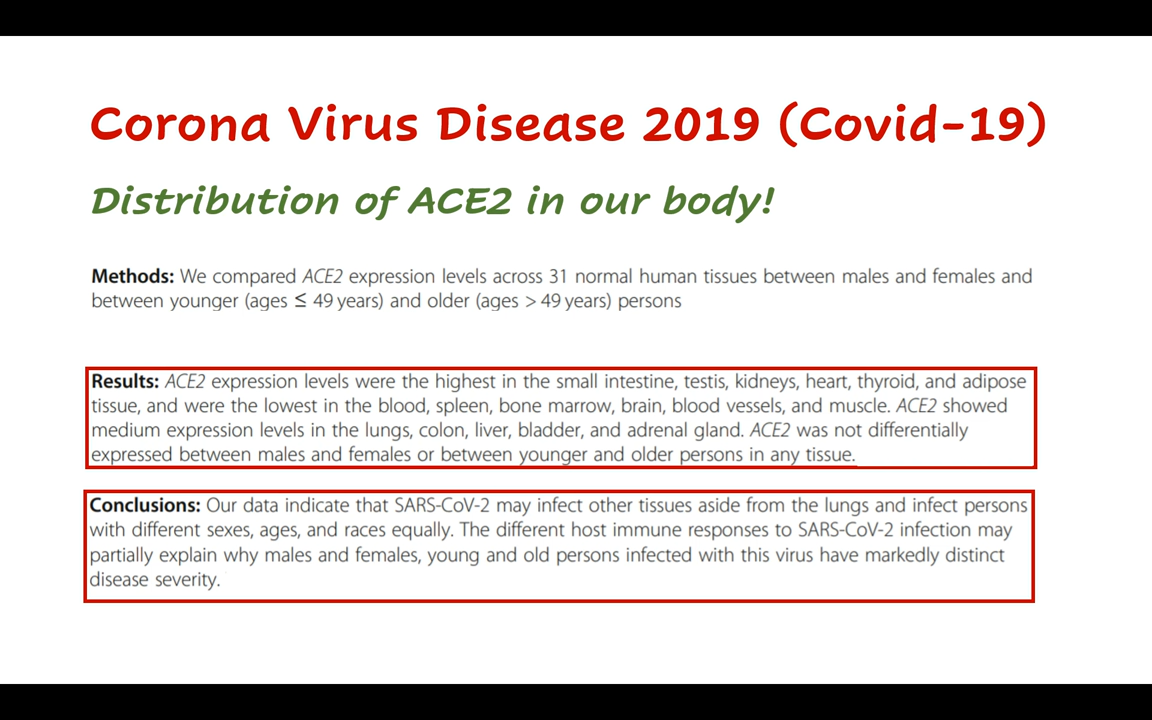 Corona Virus Disease 2019 (Covid-19)
Distribution of ACE2 in our body!
Methods: We compared ACE2 expression levels across 31 normal human tissues between males and females and
between younger (ages ≤ 49 years) and older (ages > 49 years) persons
Results: ACE2 expression levels were the highest in the small intestine, testis, kidneys, heart, thyroid, and adipose
tissue, and were the lowest in the blood, spleen, bone marrow, brain, blood vessels, and muscle. ACE2 showed
medium expression levels in the lungs, colon, liver, bladder, and adrenal gland. ACE2 was not differentially
expressed between males and females or between younger and older persons in any tissue.
Conclusions: Our data indicate that SARS-CoV-2 may infect other tissues aside from the lungs and infect persons
with different sexes, ages, and races equally. The different host immune responses to SARS-CoV-2 infection may
partially explain why males and females, young and old persons infected with this virus have markedly distinct
disease severity.